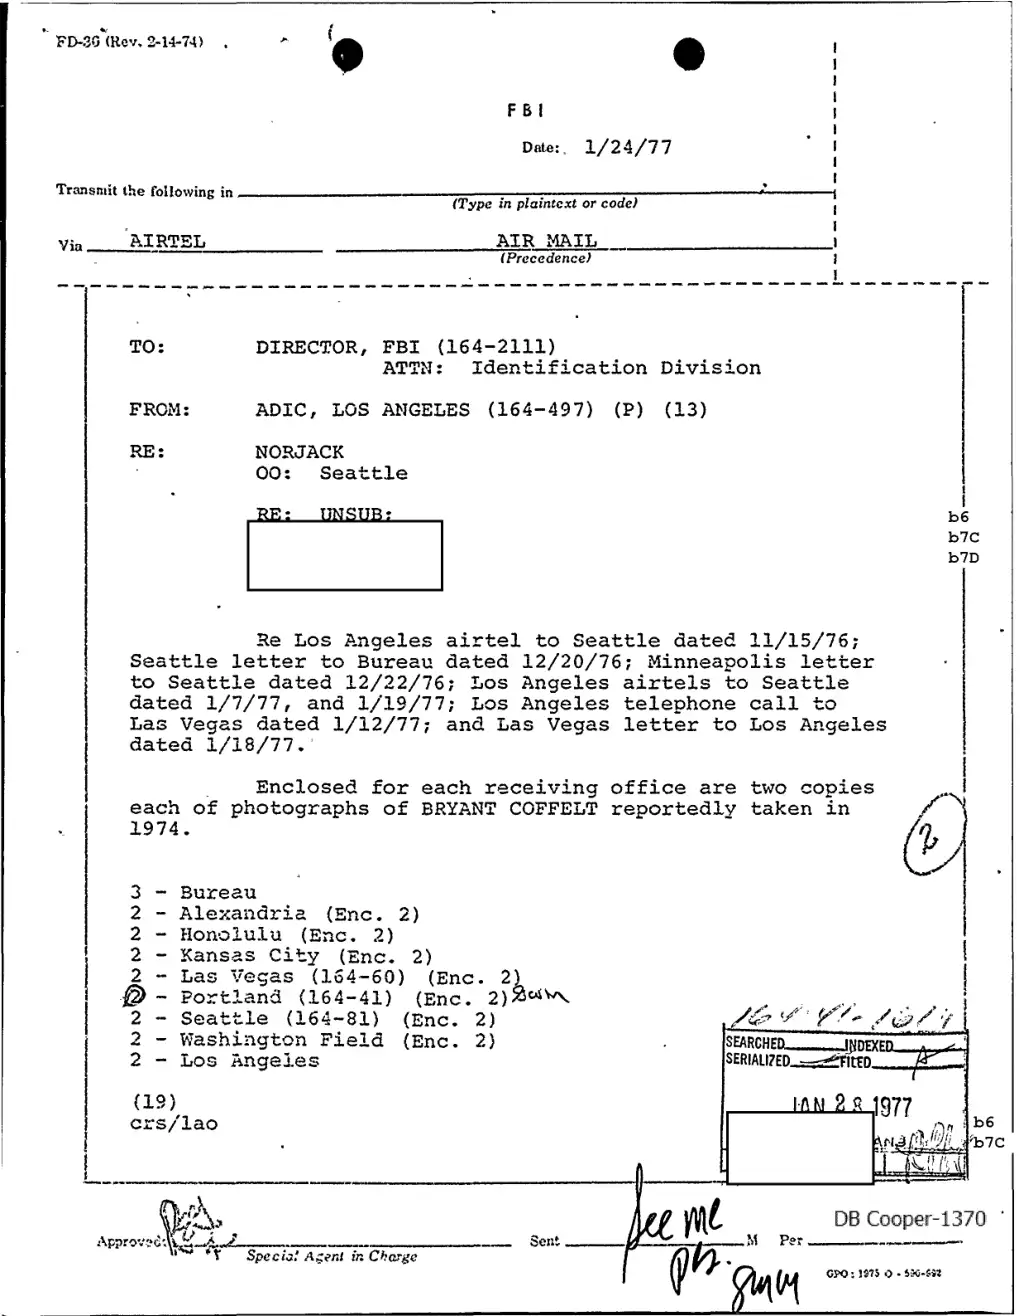 FD-36 (Rev. 2-14-74)
FBI
Date: 1/24/77
Transmit the following in
(Type in plaintext or code)
Via AIRTEL AIR MAIL
(Precedence)
TO: DIRECTOR, FBI (164-2111)
ATTN: Identification Division
FROM: ADIC, LOS ANGELES (164-497) (P) (13)
RE: NORJACK
OO: Seattle
RE: UNSUB;
b6
b7C
b7D
Re Los Angeles airtel to Seattle dated 11/15/76;
Seattle letter to Bureau dated 12/20/76; Minneapolis letter
to Seattle dated 12/22/76; Los Angeles airtels to Seattle
dated 1/7/77, and 1/19/77; Los Angeles telephone call to
Las Vegas dated 1/12/77; and Las Vegas letter to Los Angeles
dated 1/18/77.
Enclosed for each receiving office are two copies
each of photographs of BRYANT COFFELT reportedly taken in
1974.
2
3 - Bureau
2 - Alexandria (Enc. 2)
2 - Honolulu (Enc. 2)
2 - Kansas City (Enc. 2)
2 - Las Vegas (164-60) (Enc. 2)
2 - Portland (164-41) (Enc. 2)
2 - Seattle (164-81) (Enc. 2)
2 - Washington Field (Enc. 2)
2 - Los Angeles
SEARCHED INDEXED
SERIALIZED FILED
(19)
crs/lao
JAN 28 1977
b6
b7C
See me
DB Cooper-1370
Approved: Sent M Per
Special Agent in Charge
GPO : 1975 O - 590-692